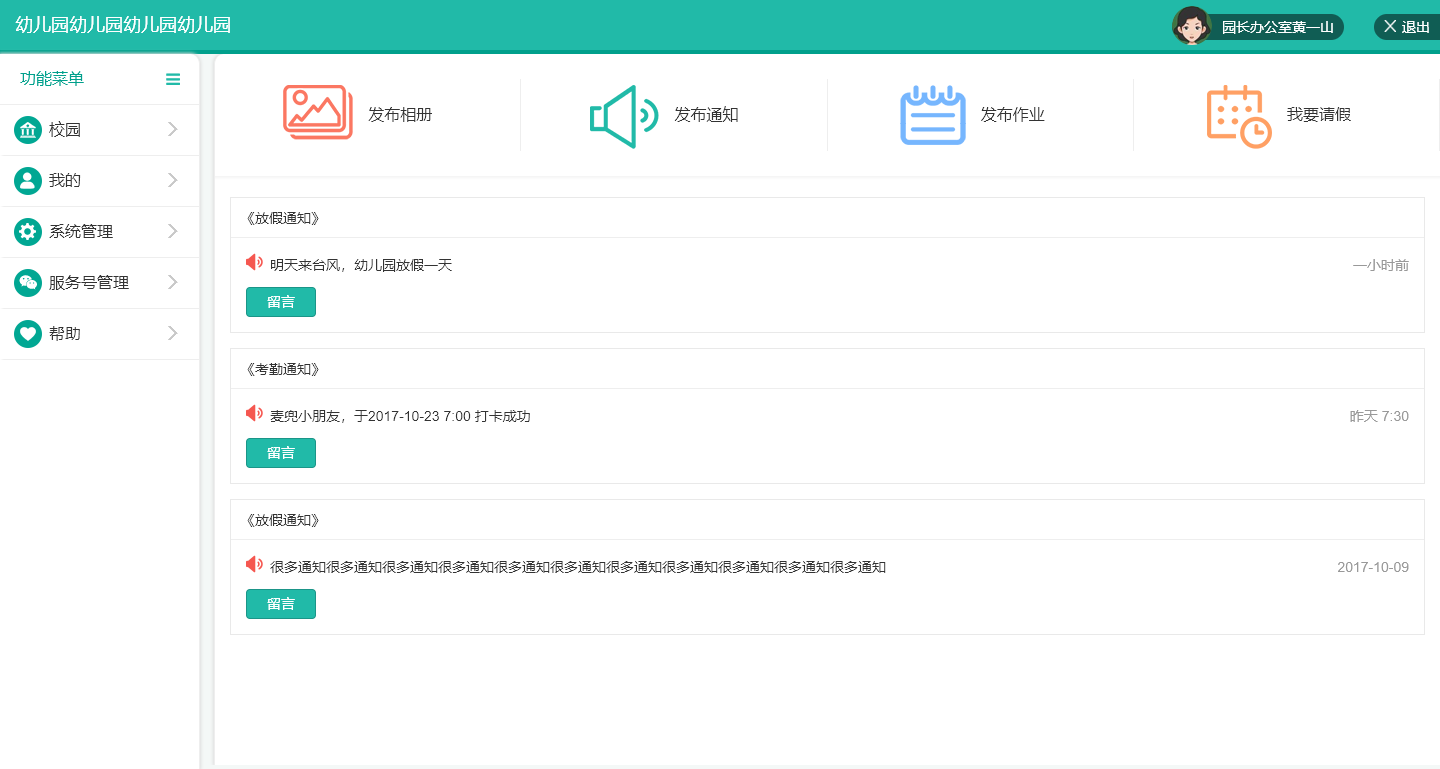 幼儿园幼儿园幼儿园幼儿园
园长办公室黄一山
退出
功能菜单
校园
我的
系统管理
服务号管理
帮助
发布相册
发布通知
发布作业
我要请假
《放假通知》
明天来台风，幼儿园放假一天
一小时前
留言
《考勤通知》
麦兜小朋友，于2017-10-23 7:00 打卡成功
昨天 7:30
留言
《放假通知》
很多通知很多通知很多通知很多通知很多通知很多通知很多通知很多通知很多通知很多通知很多通知
2017-10-09
留言